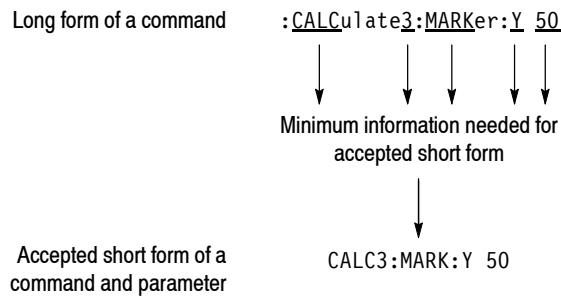 Long form of a command :CALCulate3:MARKer:Y 50
Minimum information needed for
accepted short form
Accepted short form of a
command and parameter
CALC3:MARK:Y 50